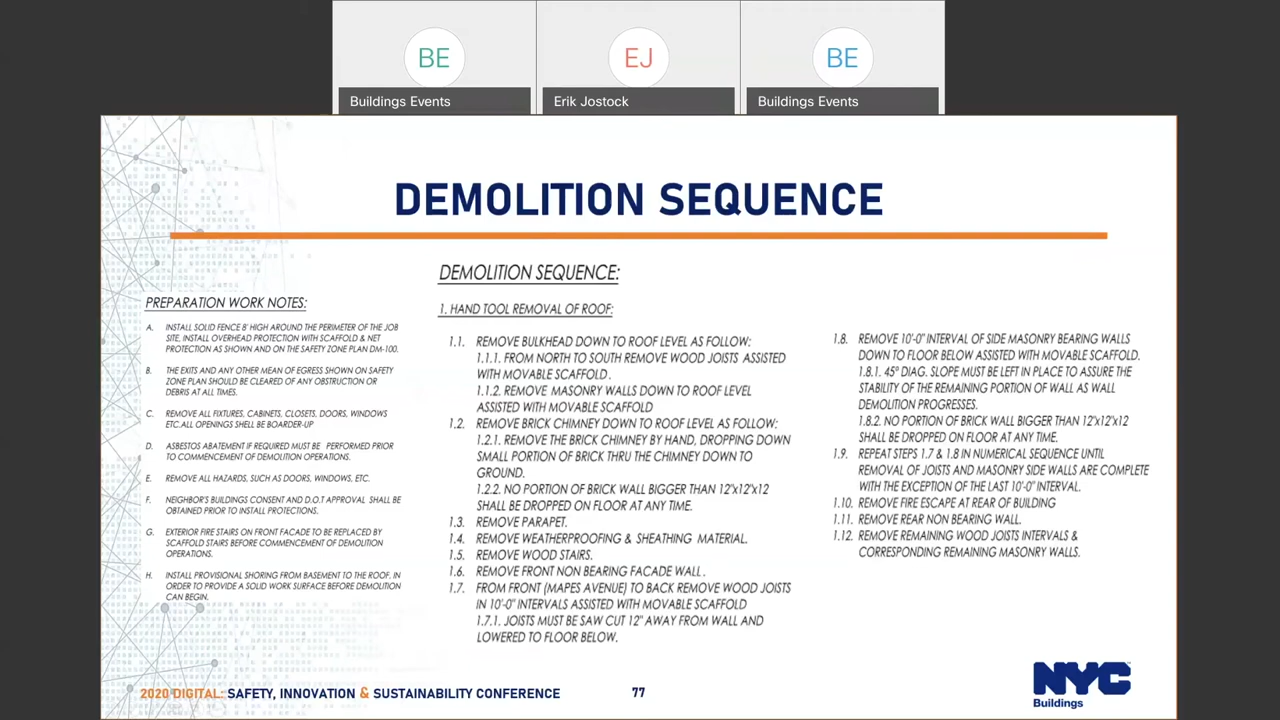 BE
EJ
BE
Buildings Events
Erik Jostock
Buildings Events
DEMOLITION SEQUENCE
PREPARATION WORK NOTES:
A. INSTALL SOLID FENCE 8' HIGH AROUND THE PERIMETER OF THE JOB
SITE, INSTALL OVERHEAD PROTECTION WITH SCAFFOLD & NET
PROTECTION AS SHOWN AND ON THE SAFETY ZONE PLAN DM-100.
B. THE EXITS AND ANY OTHER MEAN OF EGRESS SHOWN ON SAFETY
ZONE PLAN SHOULD BE CLEARED OF ANY OBSTRUCTION OR
DEBRIS AT ALL TIMES.
C. REMOVE ALL FIXTURES, CABINETS, CLOSETS, DOORS, WINDOWS
ETC.ALL OPENINGS SHELL BE BOARDER-UP
D. ASBESTOS ABATEMENT IF REQUIRED MUST BE PERFORMED PRIOR
TO COMMENCEMENT OF DEMOLITION OPERATIONS.
E. REMOVE ALL HAZARDS, SUCH AS DOORS, WINDOWS, ETC.
F. NEIGHBOR'S BUILDINGS CONSENT AND D.O.T APPROVAL SHALL BE
OBTAINED PRIOR TO INSTALL PROTECTIONS.
G. EXTERIOR FIRE STAIRS ON FRONT FACADE TO BE REPLACED BY
SCAFFOLD STAIRS BEFORE COMMENCEMENT OF DEMOLITION
OPERATIONS.
H. INSTALL PROVISIONAL SHORING FROM BASEMENT TO THE ROOF. IN
ORDER TO PROVIDE A SOLID WORK SURFACE BEFORE DEMOLITION
CAN BEGIN.
DEMOLITION SEQUENCE:
1. HAND TOOL REMOVAL OF ROOF:
1.1. REMOVE BULKHEAD DOWN TO ROOF LEVEL AS FOLLOW:
1.1.1. FROM NORTH TO SOUTH REMOVE WOOD JOISTS ASSISTED
WITH MOVABLE SCAFFOLD .
1.1.2. REMOVE MASONRY WALLS DOWN TO ROOF LEVEL
ASSISTED WITH MOVABLE SCAFFOLD
1.2. REMOVE BRICK CHIMNEY DOWN TO ROOF LEVEL AS FOLLOW:
1.2.1. REMOVE THE BRICK CHIMNEY BY HAND, DROPPING DOWN
SMALL PORTION OF BRICK THRU THE CHIMNEY DOWN TO
GROUND.
1.2.2. NO PORTION OF BRICK WALL BIGGER THAN 12"x12"x12
SHALL BE DROPPED ON FLOOR AT ANY TIME.
1.3. REMOVE PARAPET.
1.4. REMOVE WEATHERPROOFING & SHEATHING MATERIAL.
1.5. REMOVE WOOD STAIRS.
1.6. REMOVE FRONT NON BEARING FACADE WALL .
1.7. FROM FRONT (MAPES AVENUE) TO BACK REMOVE WOOD JOISTS
IN 10'-0" INTERVALS ASSISTED WITH MOVABLE SCAFFOLD
1.7.1. JOISTS MUST BE SAW CUT 12" AWAY FROM WALL AND
LOWERED TO FLOOR BELOW.
1.8. REMOVE 10'-0" INTERVAL OF SIDE MASONRY BEARING WALLS
DOWN TO FLOOR BELOW ASSISTED WITH MOVABLE SCAFFOLD.
1.8.1. 45° DIAG. SLOPE MUST BE LEFT IN PLACE TO ASSURE THE
STABILITY OF THE REMAINING PORTION OF WALL AS WALL
DEMOLITION PROGRESSES.
1.8.2. NO PORTION OF BRICK WALL BIGGER THAN 12"x12"x12
SHALL BE DROPPED ON FLOOR AT ANY TIME.
1.9. REPEAT STEPS 1.7 & 1.8 IN NUMERICAL SEQUENCE UNTIL
REMOVAL OF JOISTS AND MASONRY SIDE WALLS ARE COMPLETE
WITH THE EXCEPTION OF THE LAST 10'-0" INTERVAL.
1.10. REMOVE FIRE ESCAPE AT REAR OF BUILDING
1.11. REMOVE REAR NON BEARING WALL.
1.12. REMOVE REMAINING WOOD JOISTS INTERVALS &
CORRESPONDING REMAINING MASONRY WALLS.
2020 DIGITAL: SAFETY, INNOVATION & SUSTAINABILITY CONFERENCE
77
NYC
Buildings